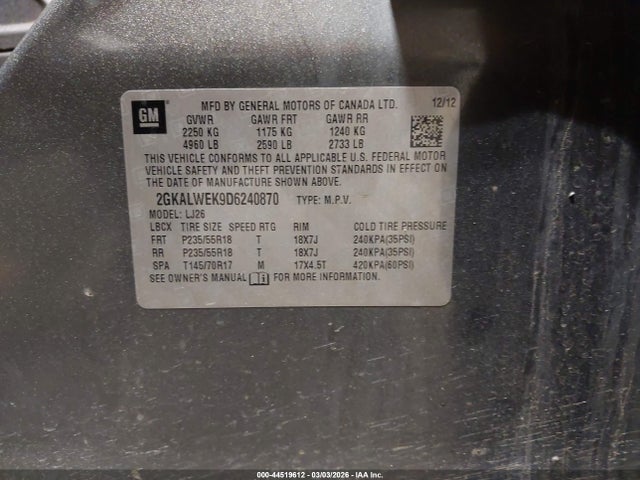 GM
MFD BY GENERAL MOTORS OF CANADA LTD. 12/12
GVWR GAWR FRT GAWR RR
2250 KG 1175 KG 1240 KG
4960 LB 2590 LB 2733 LB
THIS VEHICLE CONFORMS TO ALL APPLICABLE U.S. FEDERAL MOTOR
VEHICLE SAFETY AND THEFT PREVENTION STANDARDS IN EFFECT ON
THE DATE OF MANUFACTURE SHOWN ABOVE.
2GKALWEK9D6240870 TYPE: M.P.V.
MODEL: LJ26
LBCX TIRE SIZE SPEED RTG RIM COLD TIRE PRESSURE
FRT P235/55R18 T 18X7J 240KPA(35PSI)
RR P235/55R18 T 18X7J 240KPA(35PSI)
SPA T145/70R17 M 17X4.5T 420KPA(60PSI)
SEE OWNER'S MANUAL FOR MORE INFORMATION.
000-44519612 - 03/03/2026 - IAA Inc.